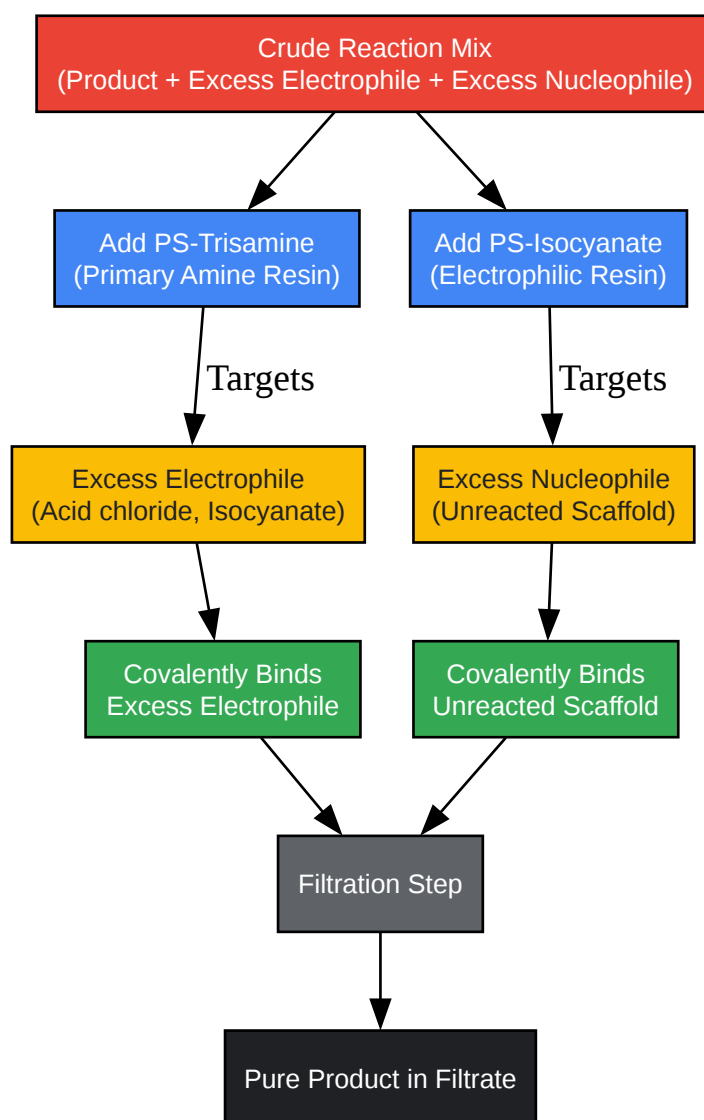 Crude Reaction Mix
(Product + Excess Electrophile + Excess Nucleophile)
Add PS-Trisamine
(Primary Amine Resin)
Add PS-Isocyanate
(Electrophilic Resin)
Targets
Targets
Excess Electrophile
(Acid chloride, Isocyanate)
Excess Nucleophile
(Unreacted Scaffold)
Covalently Binds
Excess Electrophile
Covalently Binds
Unreacted Scaffold
Filtration Step
Pure Product in Filtrate